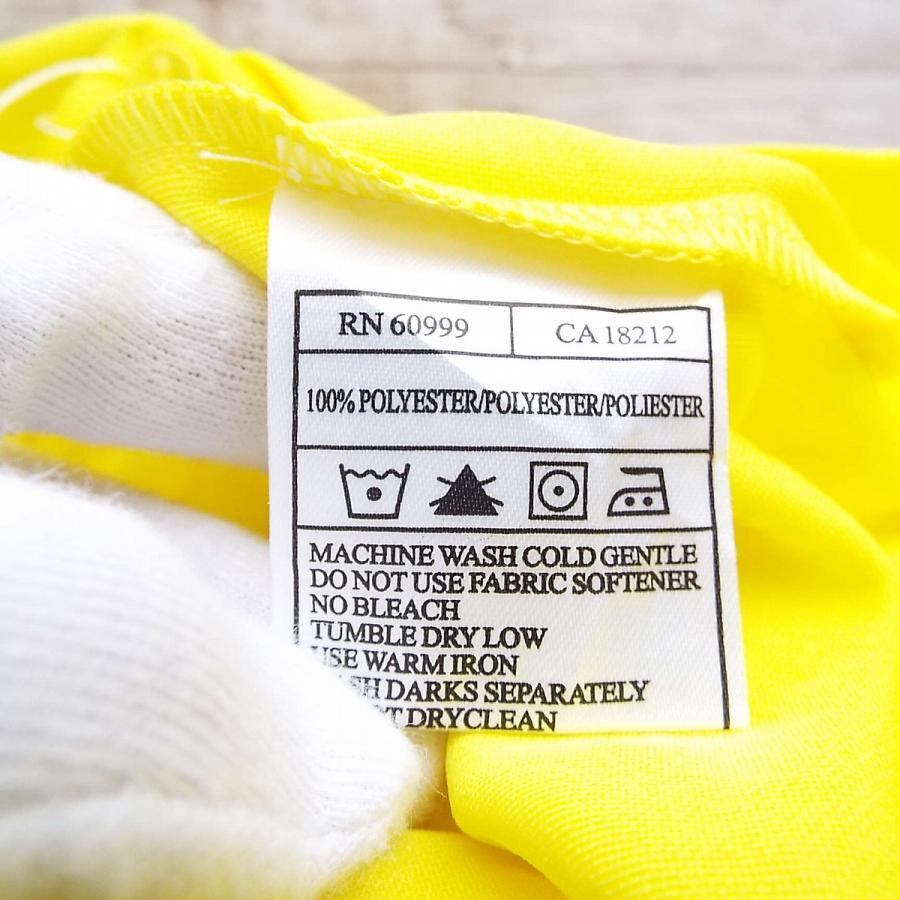 RN 60999 CA 18212
100% POLYESTER/POLYESTER/POLIESTER
MACHINE WASH COLD GENTLE
DO NOT USE FABRIC SOFTENER
NO BLEACH
TUMBLE DRY LOW
USE WARM IRON
WASH DARKS SEPARATELY
DRYCLEAN